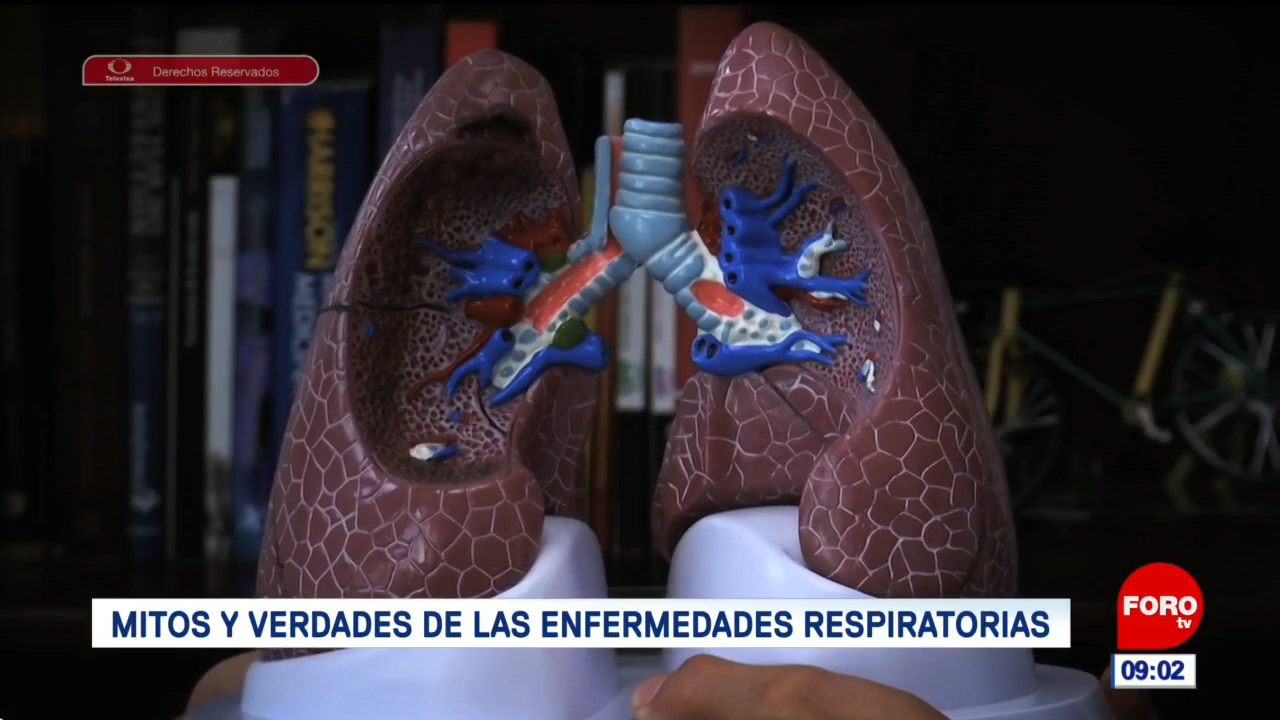 Televisa
Derechos Reservados
HARRISON
MITOS Y VERDADES DE LAS ENFERMEDADES RESPIRATORIAS
FORO
tv
09:02